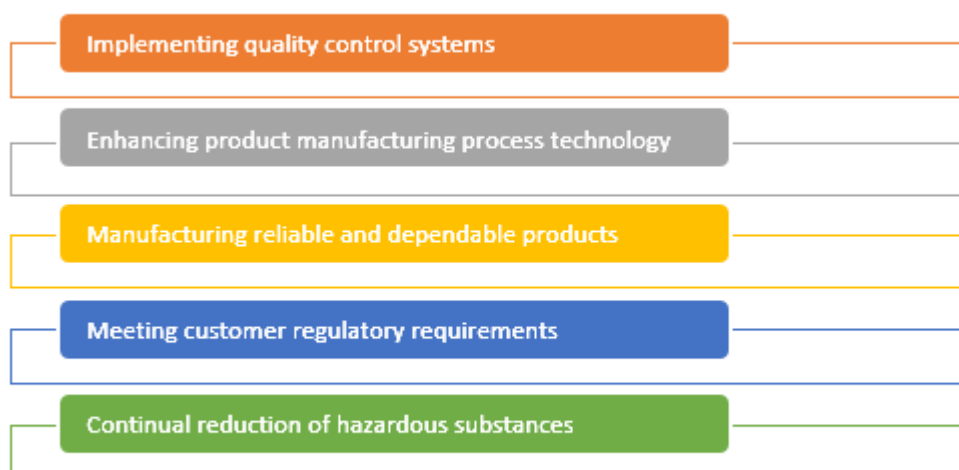 Implementing quality control systems
Enhancing product manufacturing process technology
Manufacturing reliable and dependable products
Meeting customer regulatory requirements
Continual reduction of hazardous substances